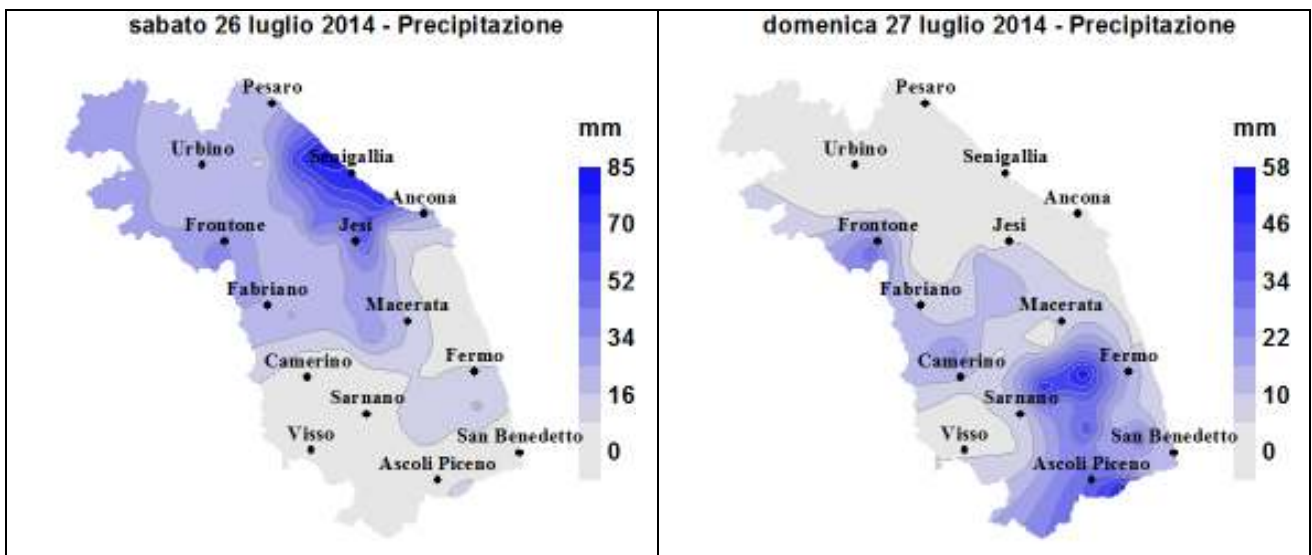 sabato 26 luglio 2014 - Precipitazione
Pesaro
mm
Urbino
Senigallia
85
Ancona
70
Frontone
Jesi
52
Fabriano
Macerata
34
Camerino
Fermo
16
Sarnano
Visso
San Benedetto
0
Ascoli Piceno
domenica 27 luglio 2014 - Precipitazione
Pesaro
mm
Urbino
Senigallia
58
Ancona
46
Frontone
Jesi
34
Fabriano
Macerata
22
Camerino
Fermo
10
Sarnano
Visso
San Benedetto
0
Ascoli Piceno